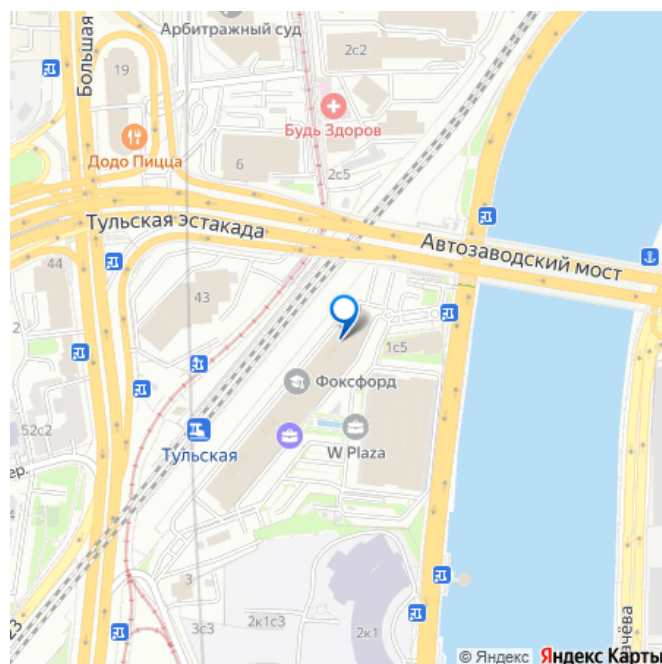 Большая
Арбитражный суд
2с2
19
Будь Здоров
Додо Пицца
6
2с5
Тульская эстакада
Автозаводский мост
44
43
2
1с5
Фоксфорд
52с2
W Plaza
Тульская
пер.
3
3с3
2к1с3
2к1
© Яндекс Яндекс Карты